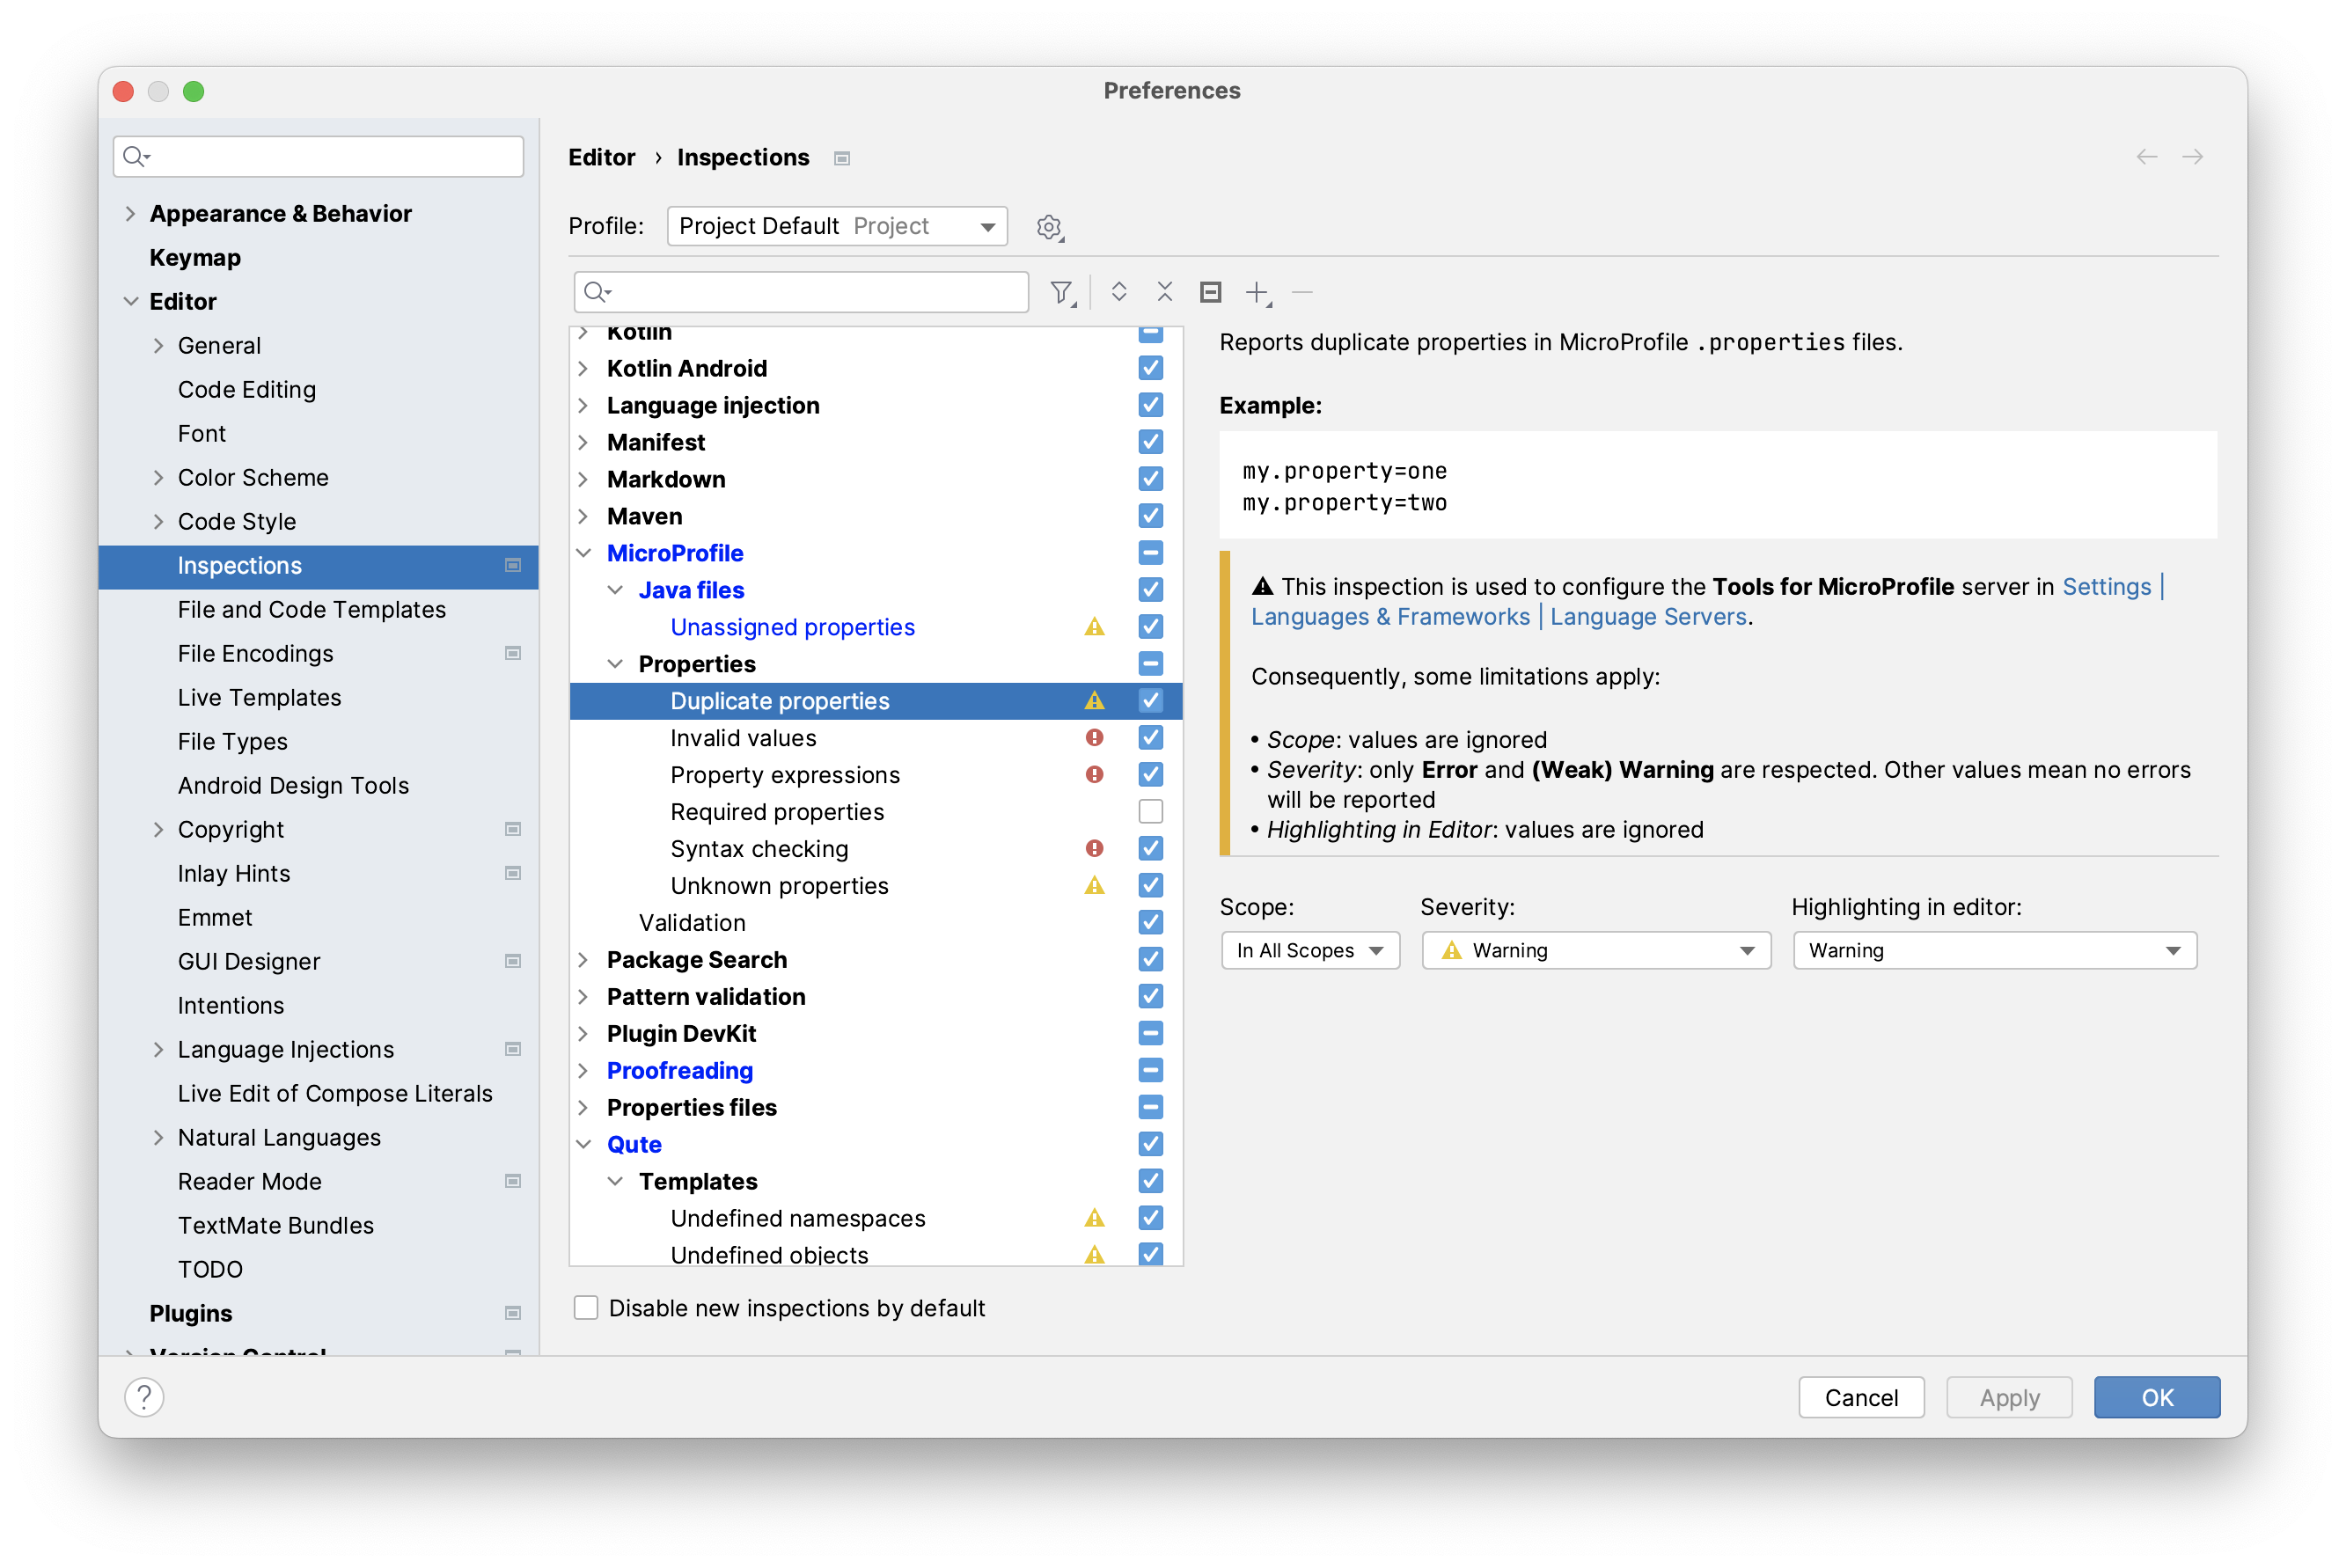 Preferences
Appearance & Behavior
Keymap
Editor
General
Code Editing
Font
Color Scheme
Code Style
Inspections
File and Code Templates
File Encodings
Live Templates
File Types
Android Design Tools
Copyright
Inlay Hints
Emmet
GUI Designer
Intentions
Language Injections
Live Edit of Compose Literals
Natural Languages
Reader Mode
TextMate Bundles
TODO
Plugins
Version Control
Editor › Inspections
Profile: Project Default Project
Kotlin
Kotlin Android
Language injection
Manifest
Markdown
Maven
MicroProfile
Java files
Unassigned properties
Properties
Duplicate properties
Invalid values
Property expressions
Required properties
Syntax checking
Unknown properties
Validation
Package Search
Pattern validation
Plugin DevKit
Proofreading
Properties files
Qute
Templates
Undefined namespaces
Undefined objects
Disable new inspections by default
Reports duplicate properties in MicroProfile .properties files.
Example:
my.property=one
my.property=two
⚠ This inspection is used to configure the Tools for MicroProfile server in Settings |
Languages & Frameworks | Language Servers.
Consequently, some limitations apply:
• Scope: values are ignored
• Severity: only Error and (Weak) Warning are respected. Other values mean no errors
will be reported
• Highlighting in Editor: values are ignored
Scope: Severity: Highlighting in editor:
In All Scopes Warning Warning
? Cancel Apply OK